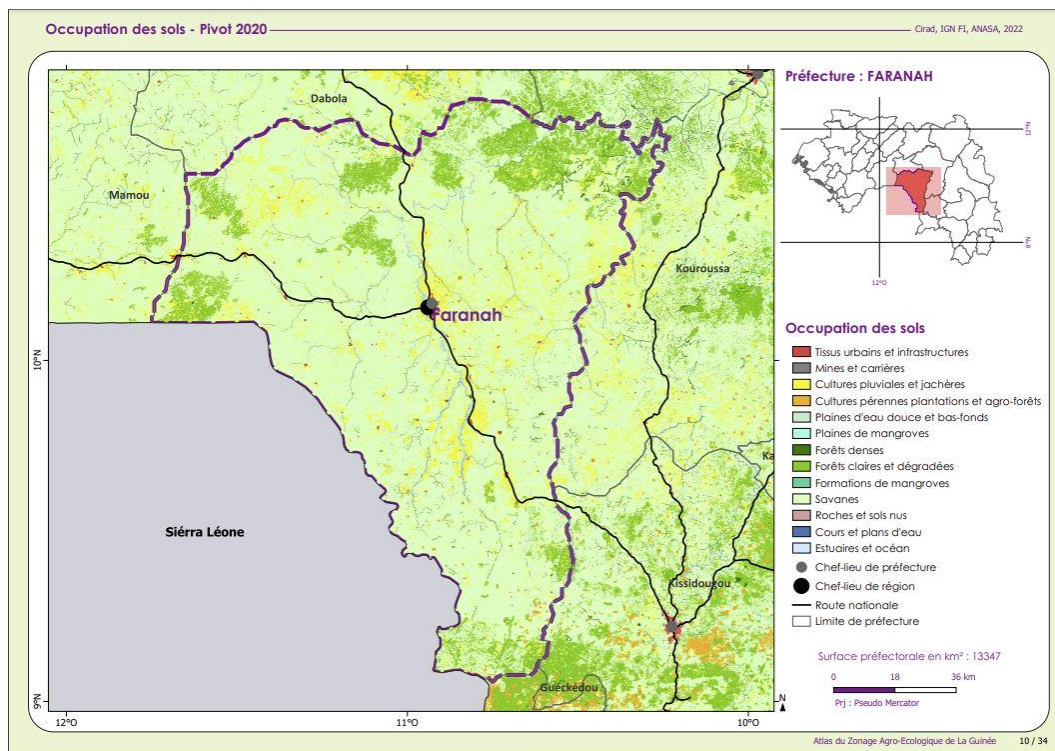 Occupation des sols - Pivot 2020
Cirad, IGN FI, ANASA, 2022
Préfecture : FARANAH
Dabola
Mamou
Kouroussa
Faranah
Siérra Léone
Kissidougou
Guéckédou
Ka
10°N
9°N
12°O
11°O
10°O
12°N
8°N
12°O
Occupation des sols
Tissus urbains et infrastructures
Mines et carrières
Cultures pluviales et jachères
Cultures pérennes plantations et agro-forêts
Plaines d'eau douce et bas-fonds
Plaines de mangroves
Forêts denses
Forêts claires et dégradées
Formations de mangroves
Savanes
Roches et sols nus
Cours et plans d'eau
Estuaires et océan
Chef-lieu de préfecture
Chef-lieu de région
Route nationale
Limite de préfecture
Surface préfectorale en km² : 13347
0 18 36 km
Prj : Pseudo Mercator
N
Atlas du Zonage Agro-Ecologique de La Guinée 10 / 34